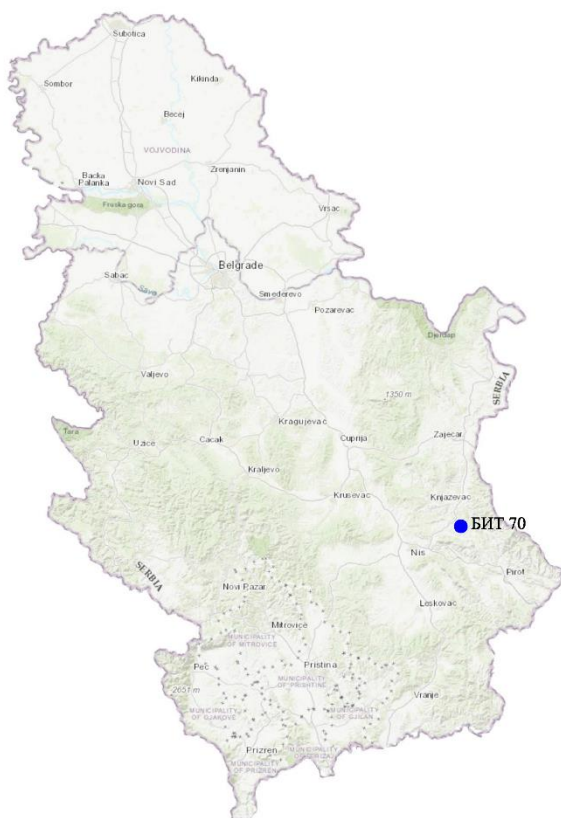 Subotica
Sombor
Kikinda
Becej
VOJVODINA
Backa
Palanka
Novi Sad
Zrenjanin
Fruska gora
Vrsac
Belgrade
Sabac
Sava
Smederevo
Pozarevac
Djerdap
SERBIA
Valjevo
1350 m
Tara
Uzice
Cacak
Kragujevac
Cuprija
Zajecar
Kraljevo
Krusevac
Knjazevac
БИТ 70
Nis
Pirot
SERBIA
Novi Pazar
Leskovac
Mitrovice
MUNICIPALITY
OF MITROVICE
Pristina
Peć
2651 m
MUNICIPALITY
OF PRISHTINE
Vranje
MUNICIPALITY
OF GJAKOVE
MUNICIPALITY
OF GJILAN
Prizren
MUNICIPALITY
MUNICIPALITY
OF PRIZREN